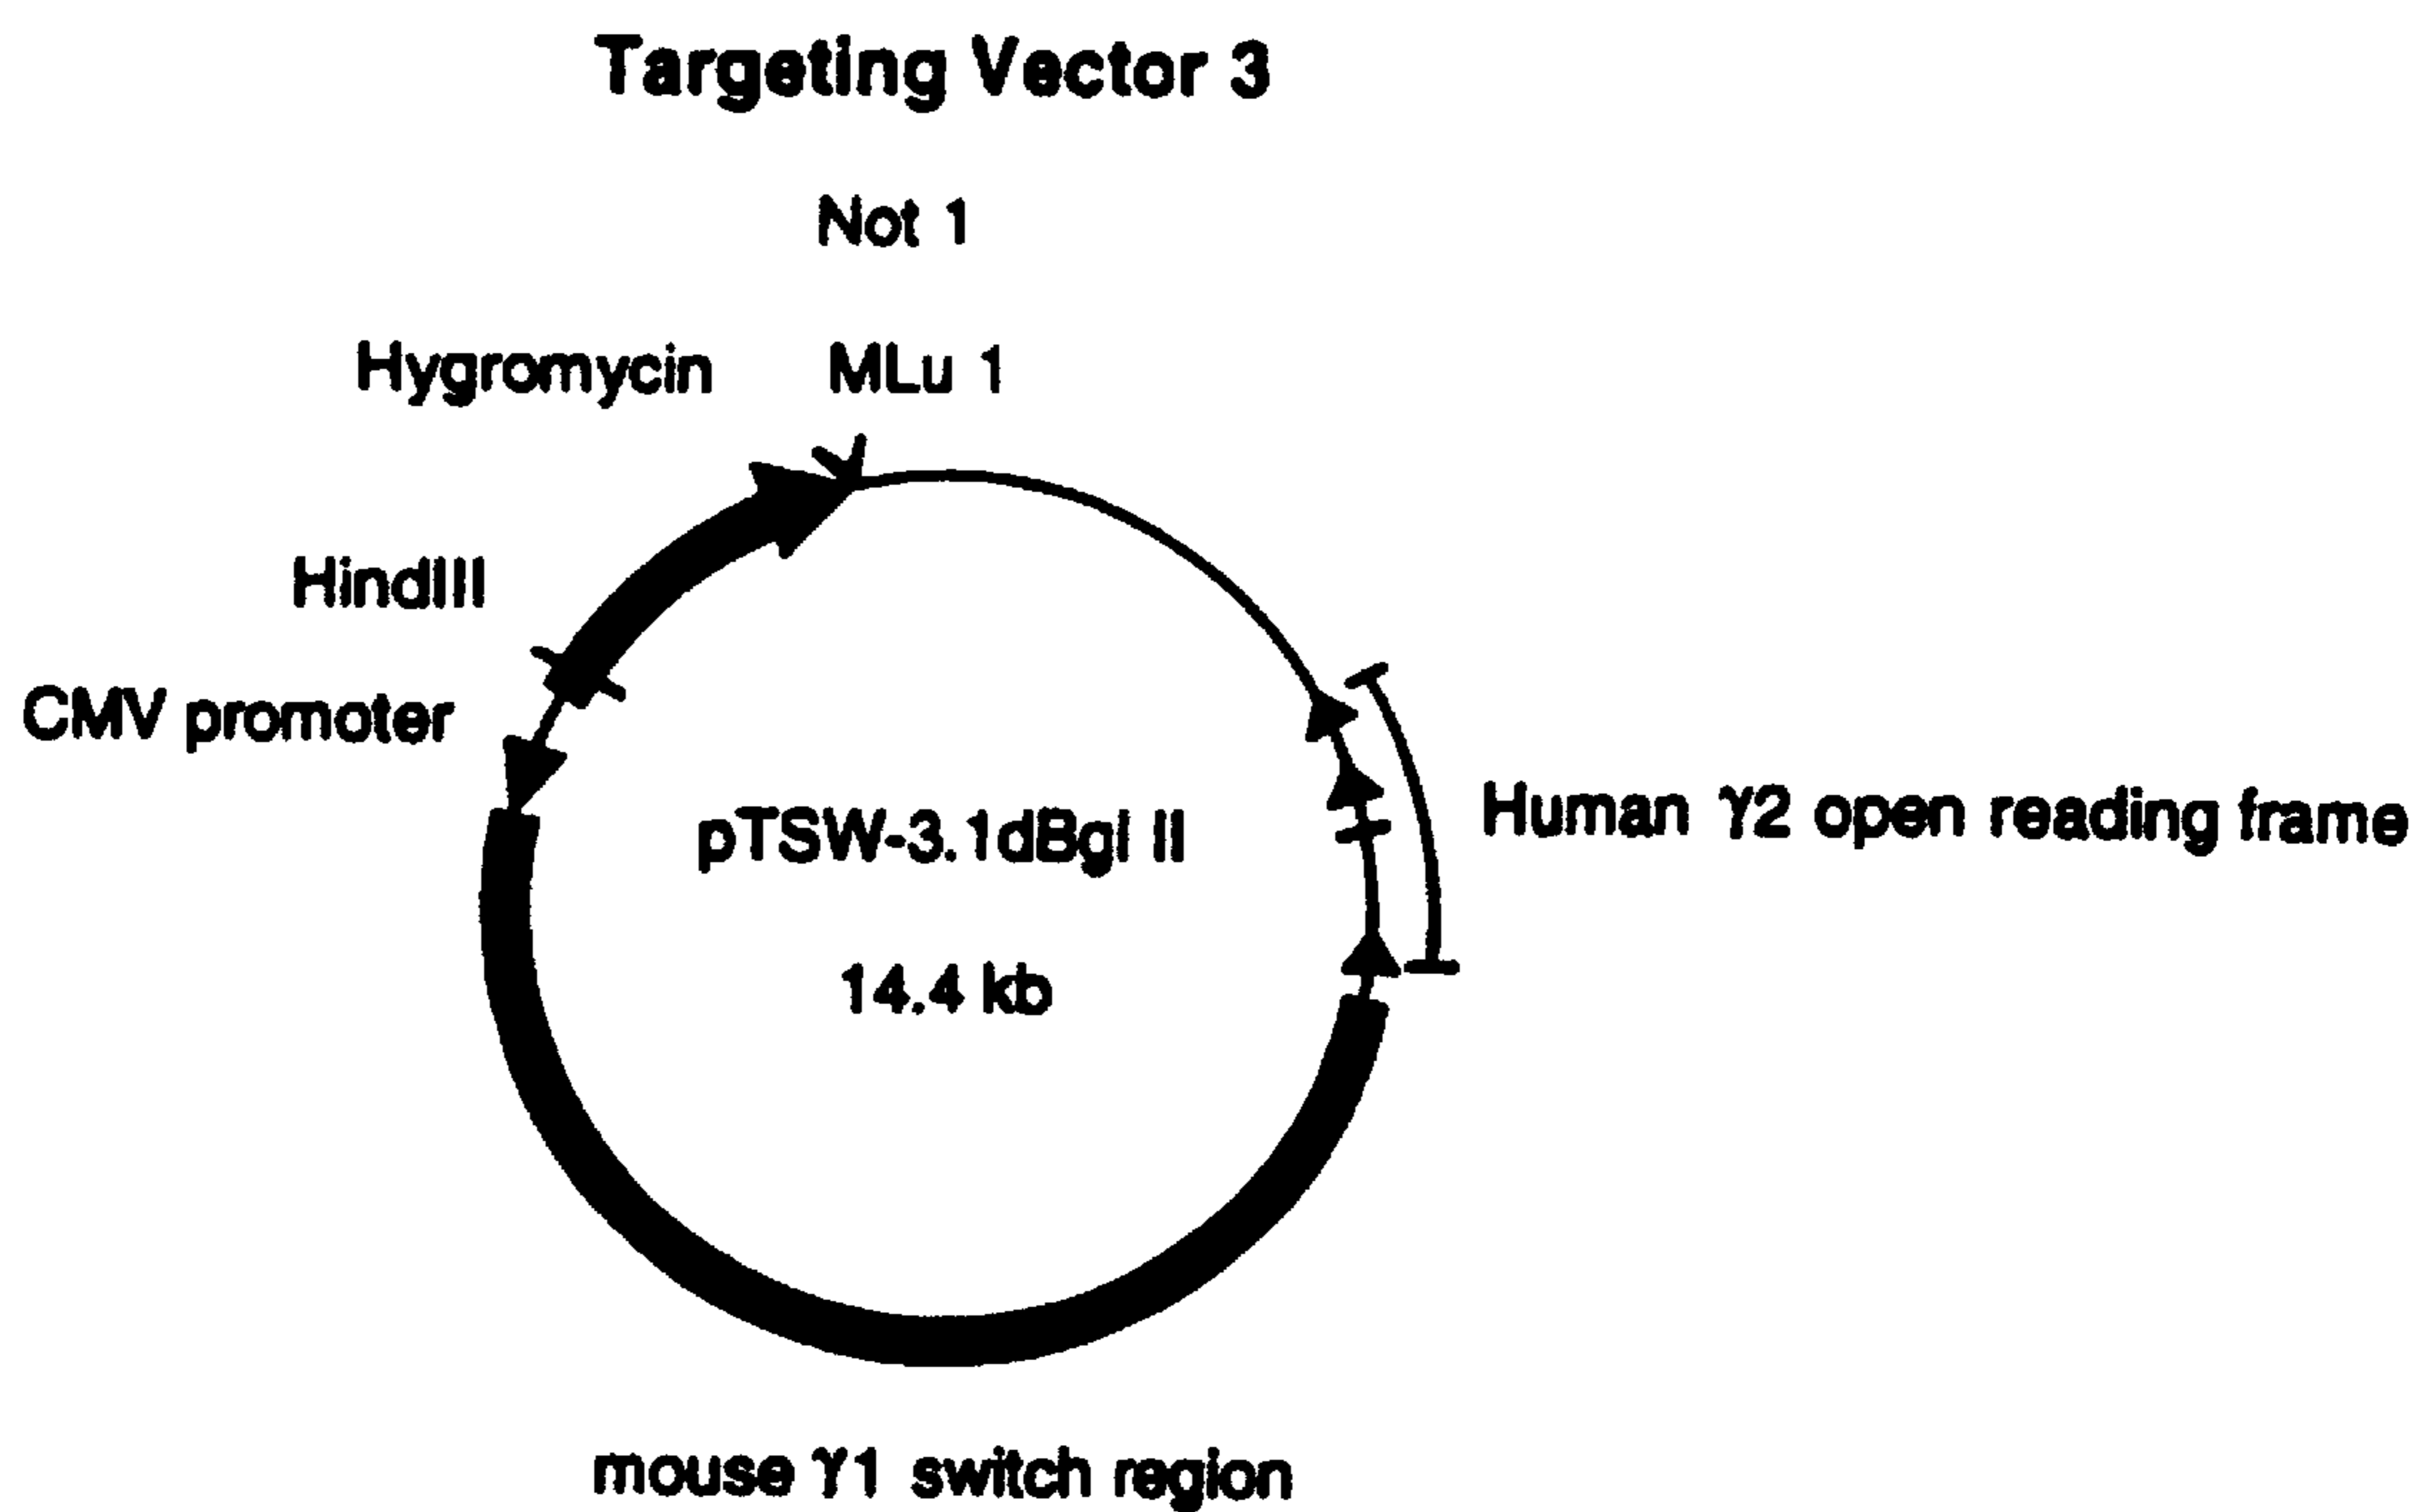 Targeting Vector 3
Not 1
Hygromycin
MLu 1
HindIII
CMV promoter
pTSW-3.1dBgl II
14.4 kb
Human γ2 open reading frame
mouse γ1 switch region